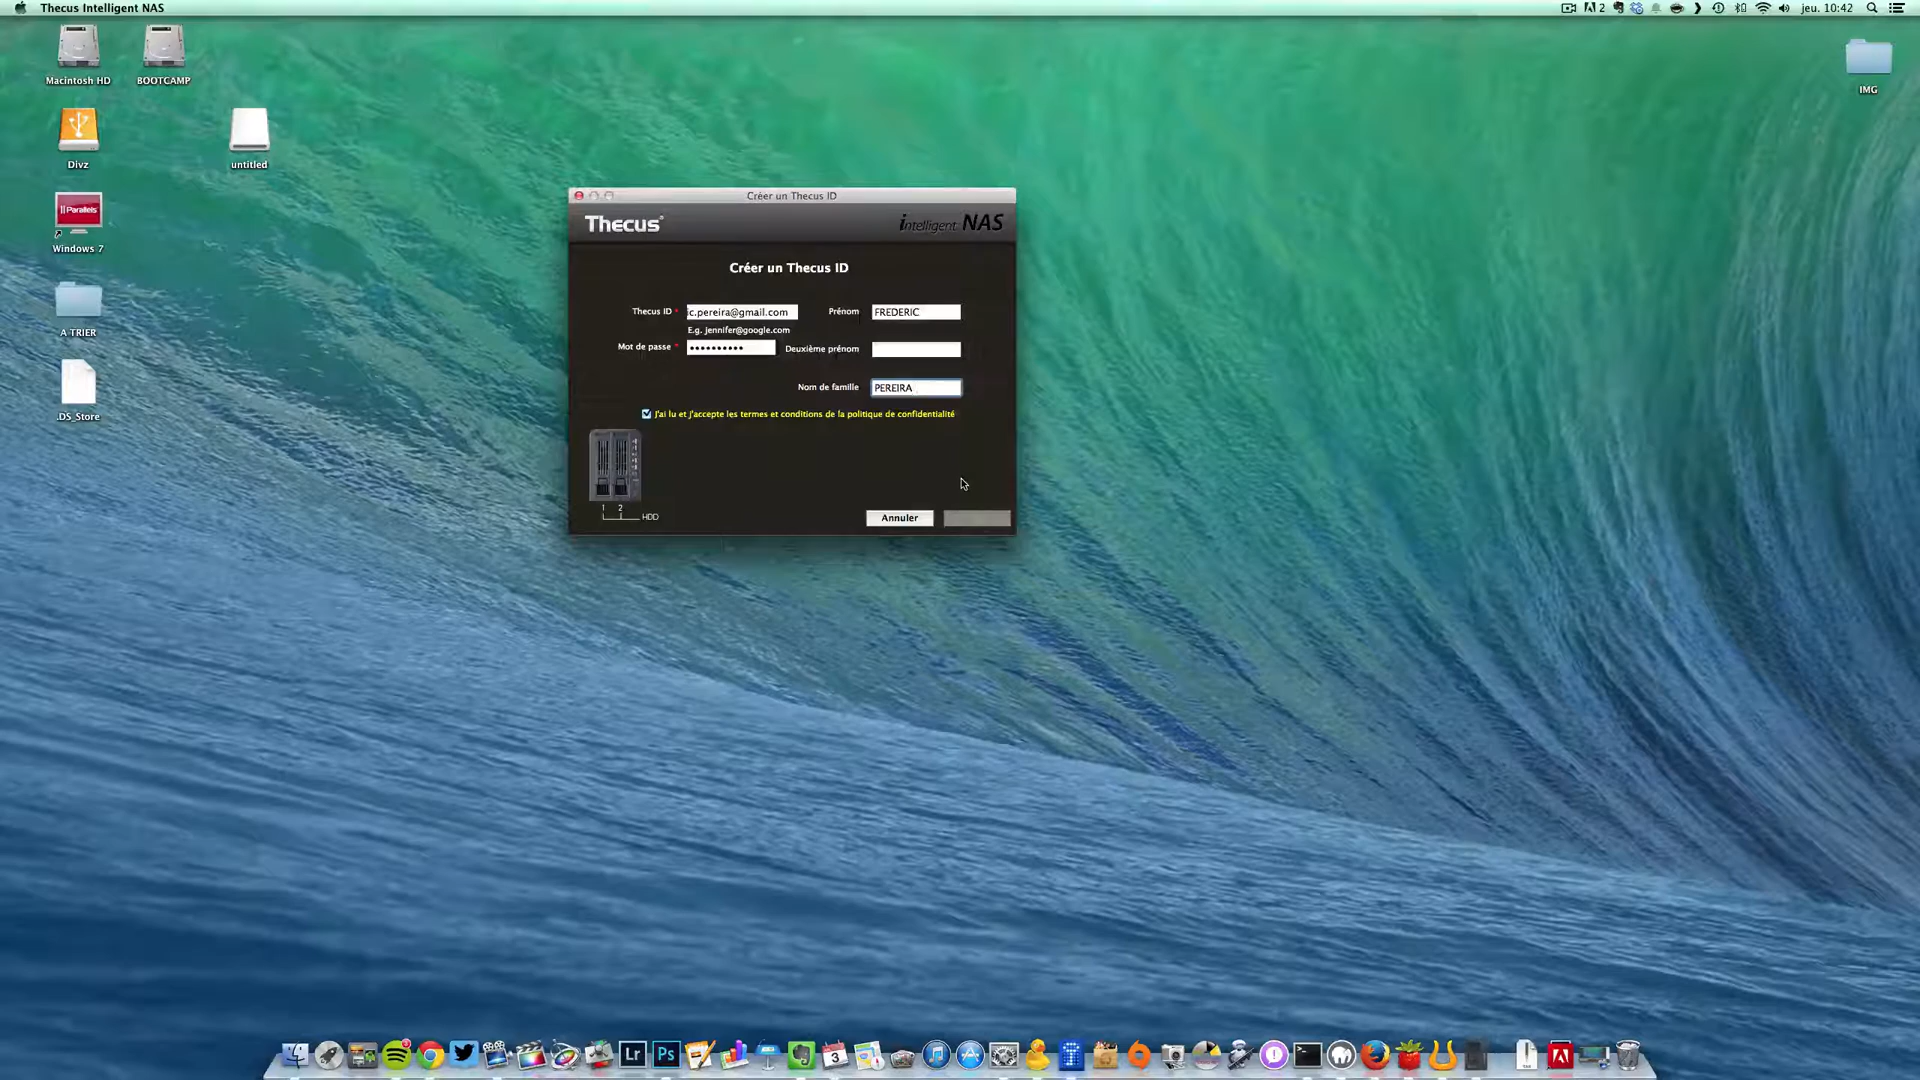 Thecus Intelligent NAS
2
jeu. 10:42
Macintosh HD
BOOTCAMP
IMG
Divz
untitled
Parallels
Windows 7
A TRIER
.DS_Store
Créer un Thecus ID
Thecus
intelligent NAS
Créer un Thecus ID
Thecus ID * ic.pereira@gmail.com
Prénom FREDERIC
E.g. jennifer@google.com
Mot de passe * ••••••••••
Deuxième prénom
Nom de famille PEREIRA
J'ai lu et j'accepte les termes et conditions de la politique de confidentialité
1 2
HDD
Annuler
Lr
Ps
3